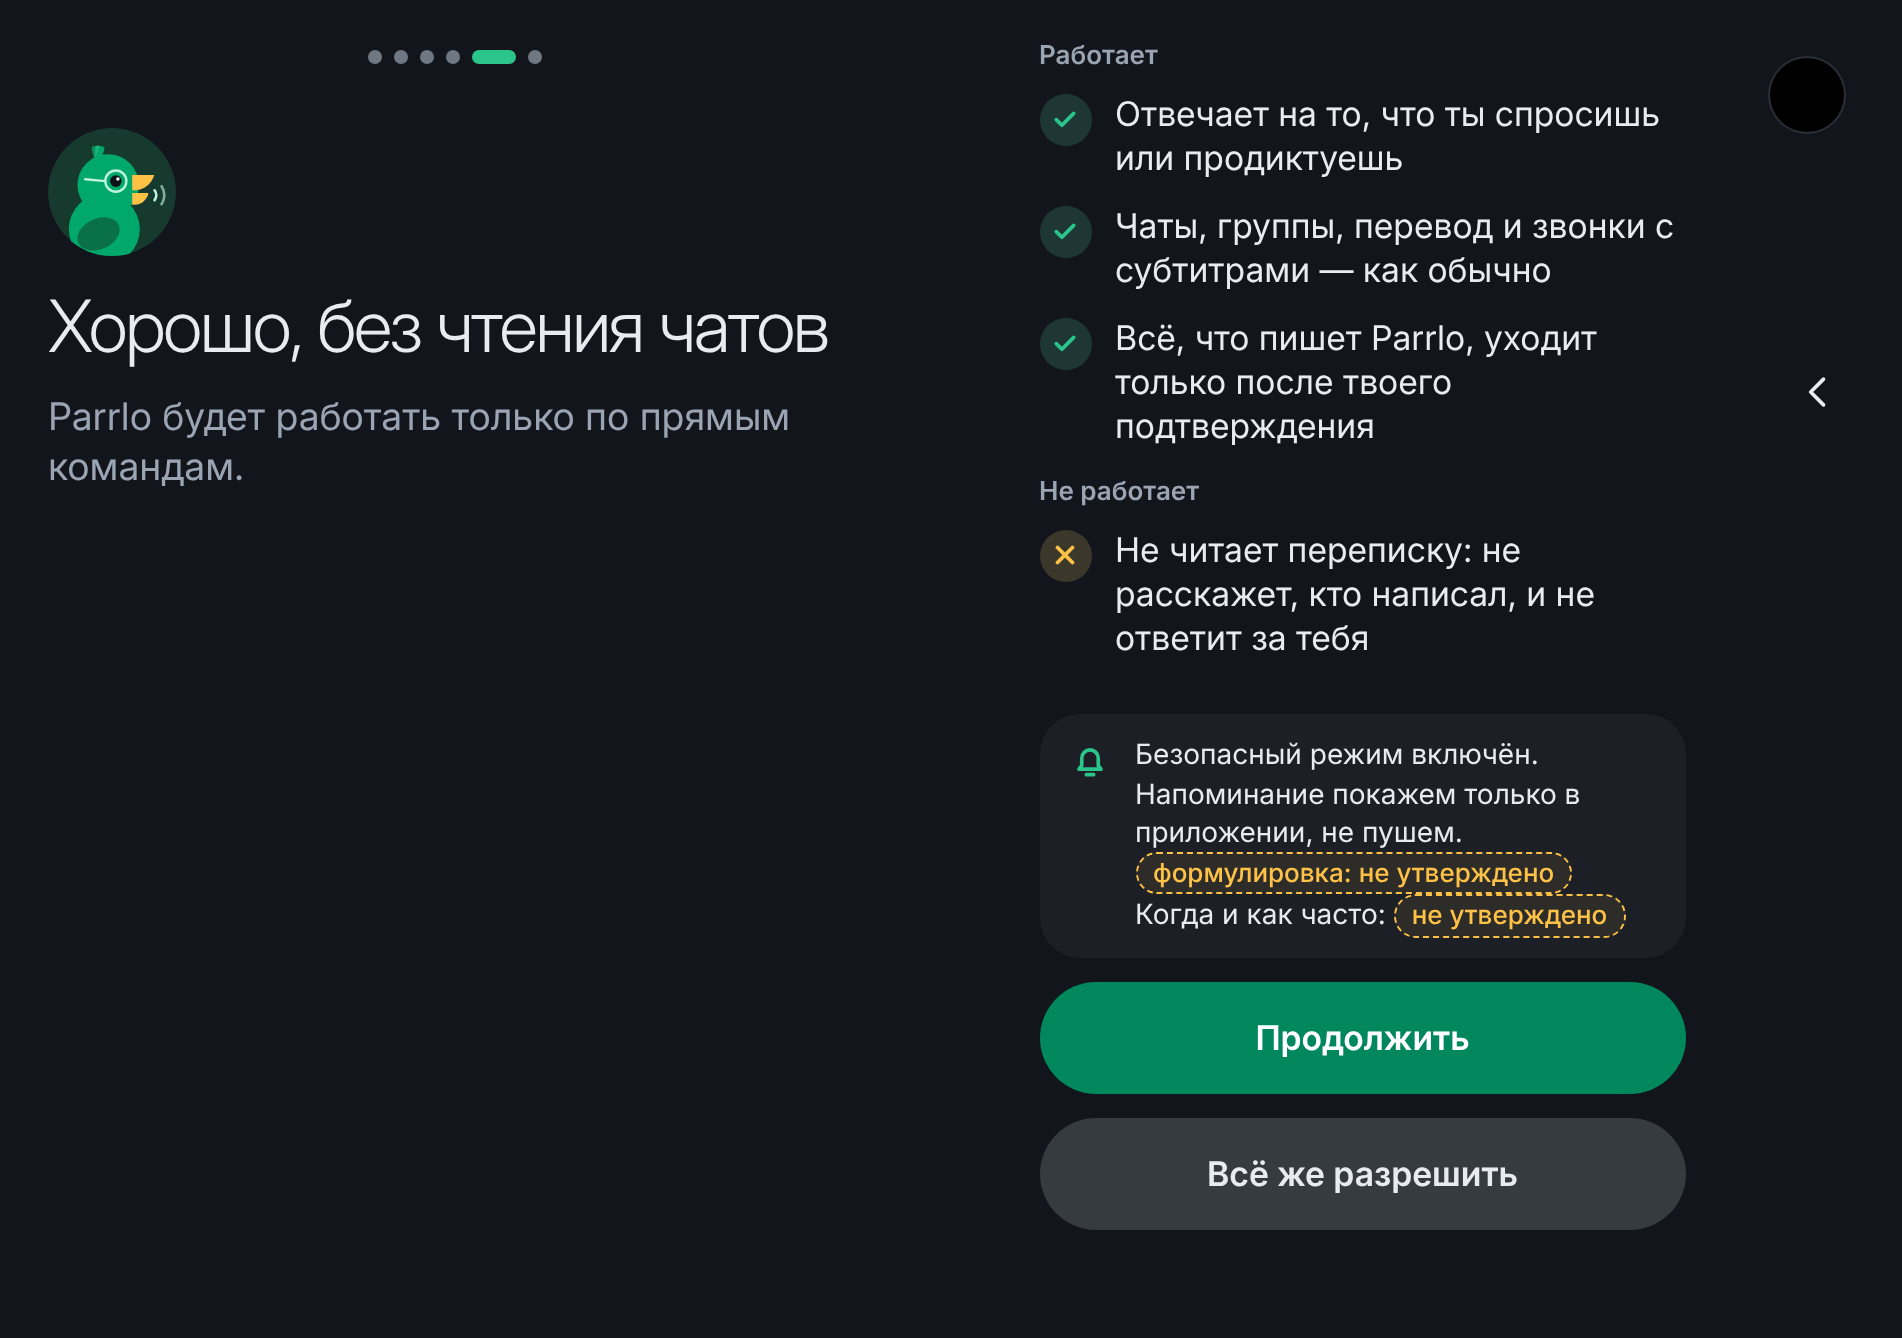 Хорошо, без чтения чатов
Parrlo будет работать только по прямым
командам.
Работает
Отвечает на то, что ты спросишь
или продиктуешь
Чаты, группы, перевод и звонки с
субтитрами — как обычно
Всё, что пишет Parrlo, уходит
только после твоего
подтверждения
Не работает
Не читает переписку: не
расскажет, кто написал, и не
ответит за тебя
Безопасный режим включён.
Напоминание покажем только в
приложении, не пушем.
формулировка: не утверждено
Когда и как часто: не утверждено
Продолжить
Всё же разрешить